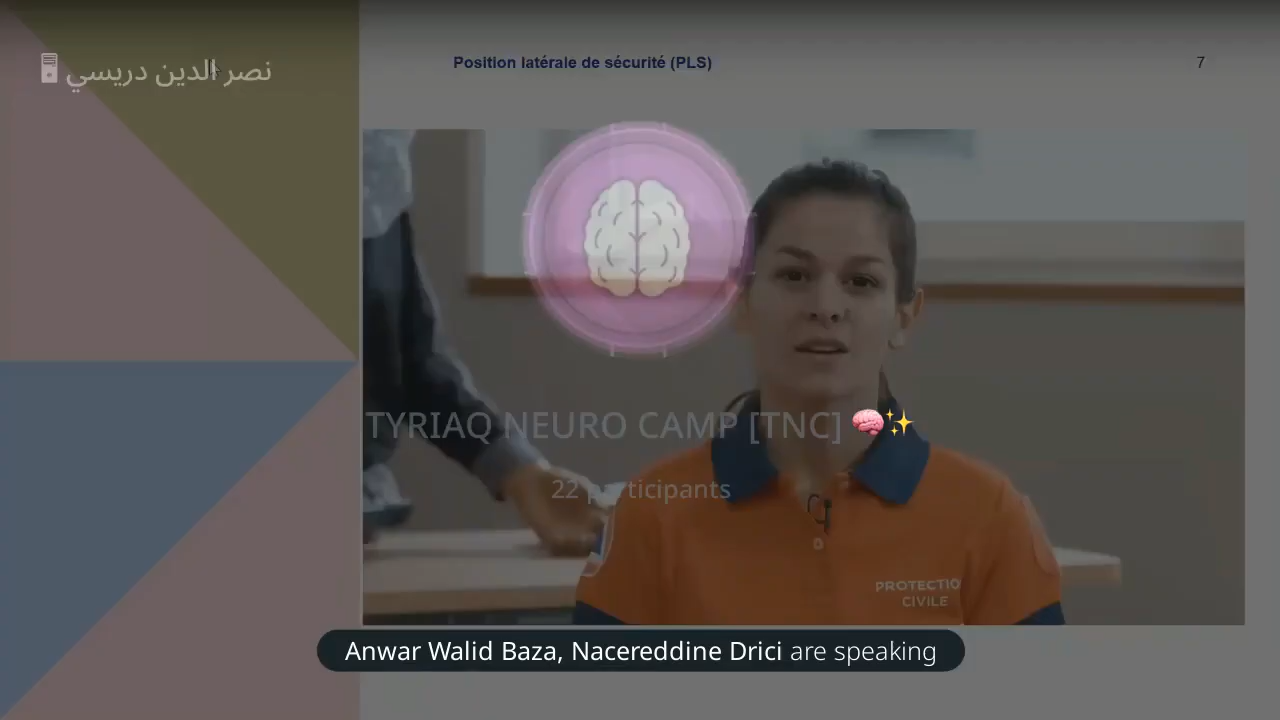 نصر الدين دريسي
Position latérale de sécurité (PLS)
7
TYRIAQ NEURO CAMP [TNC] 🧠✨
22 participants
PROTECTIO
CIVILE
Anwar Walid Baza, Nacereddine Drici are speaking